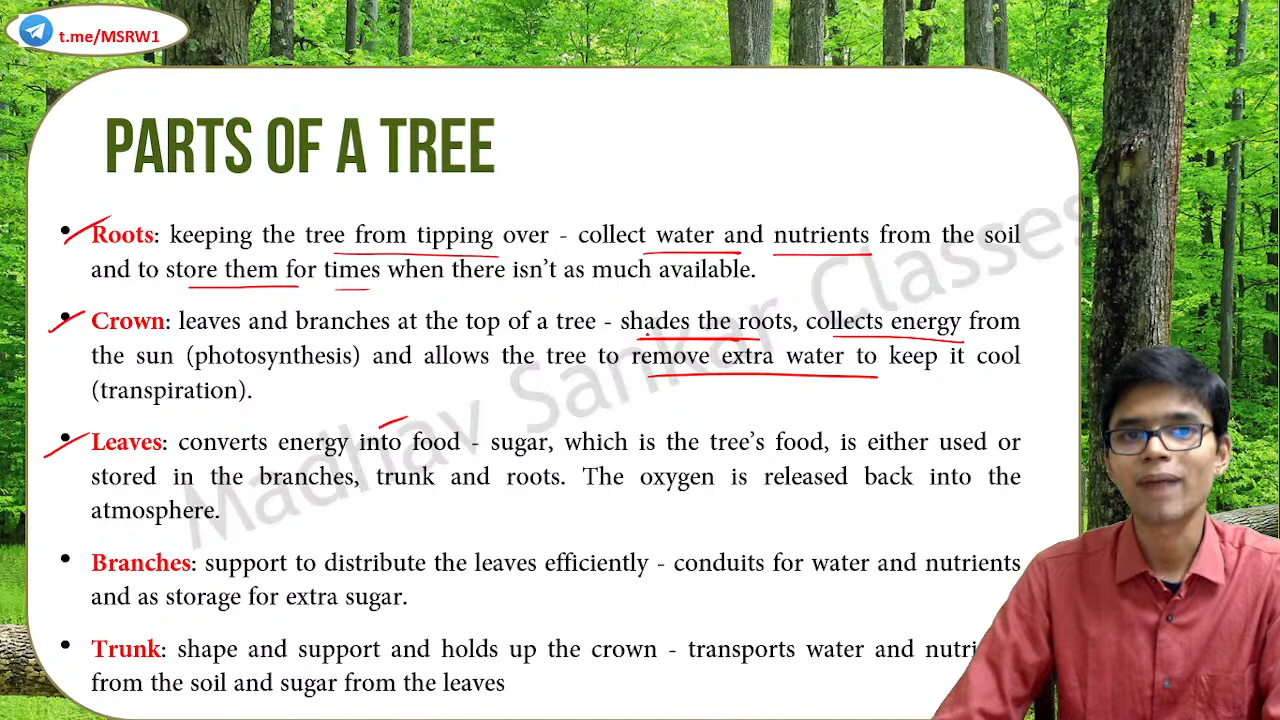 t.me/MSRW1
PARTS OF A TREE
• Roots: keeping the tree from tipping over - collect water and nutrients from the soil
and to store them for times when there isn't as much available.
• Crown: leaves and branches at the top of a tree - shades the roots, collects energy from
the sun (photosynthesis) and allows the tree to remove extra water to keep it cool
(transpiration).
• Leaves: converts energy into food - sugar, which is the tree's food, is either used or
stored in the branches, trunk and roots. The oxygen is released back into the
atmosphere.
• Branches: support to distribute the leaves efficiently - conduits for water and nutrients
and as storage for extra sugar.
• Trunk: shape and support and holds up the crown - transports water and
from the soil and sugar from the leaves
Madhav Sankar Classes